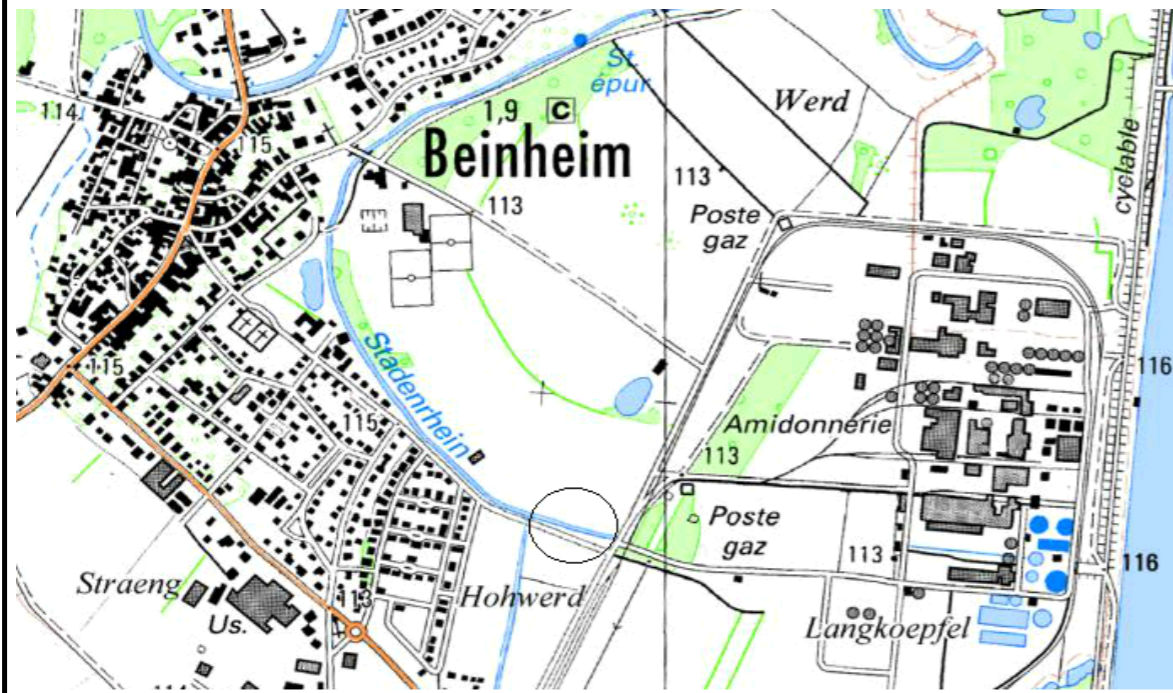 St.
épur
Werd
1,9 C
114
115
Beinheim
113
113
cyclable
Poste
gaz
Stadenrhein
115
116
115
Amidonnerie
113
Poste
gaz
113
116
Straeng
Us.
113
Hohwerd
Langkoepfel